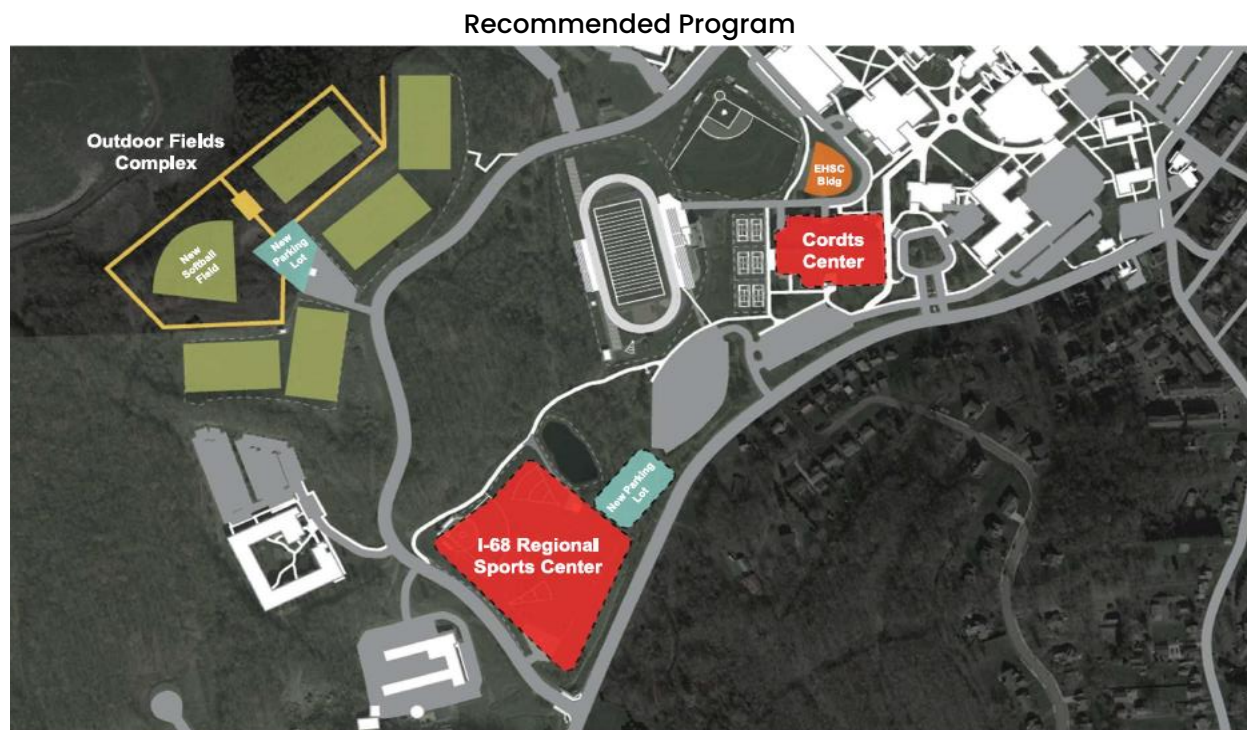 Recommended Program
Outdoor Fields
Complex
EHSC
Bldg
New
Softball
Field
New
Parking
Lot
Cordts
Center
New Parking
Lot
I-68 Regional
Sports Center